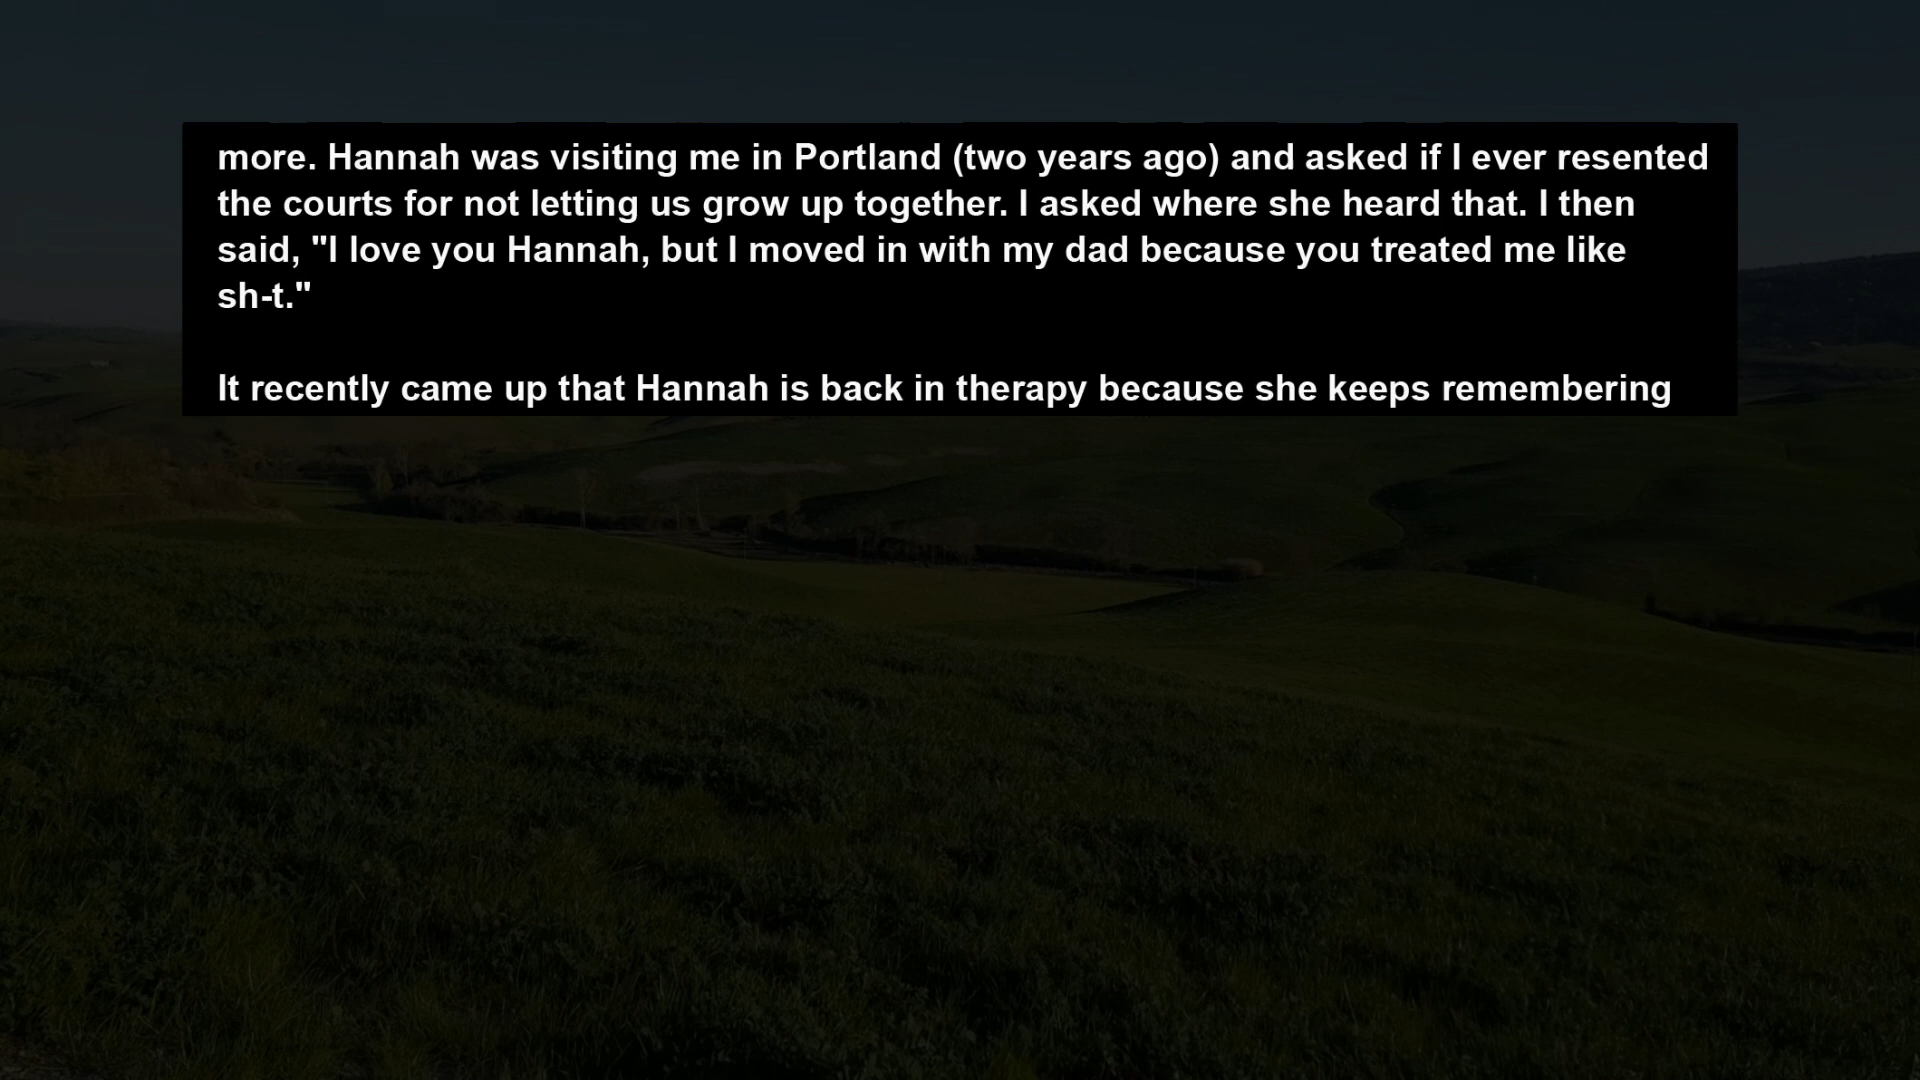 more. Hannah was visiting me in Portland (two years ago) and asked if I ever resented
the courts for not letting us grow up together. I asked where she heard that. I then
said, "I love you Hannah, but I moved in with my dad because you treated me like
sh-t."
It recently came up that Hannah is back in therapy because she keeps remembering